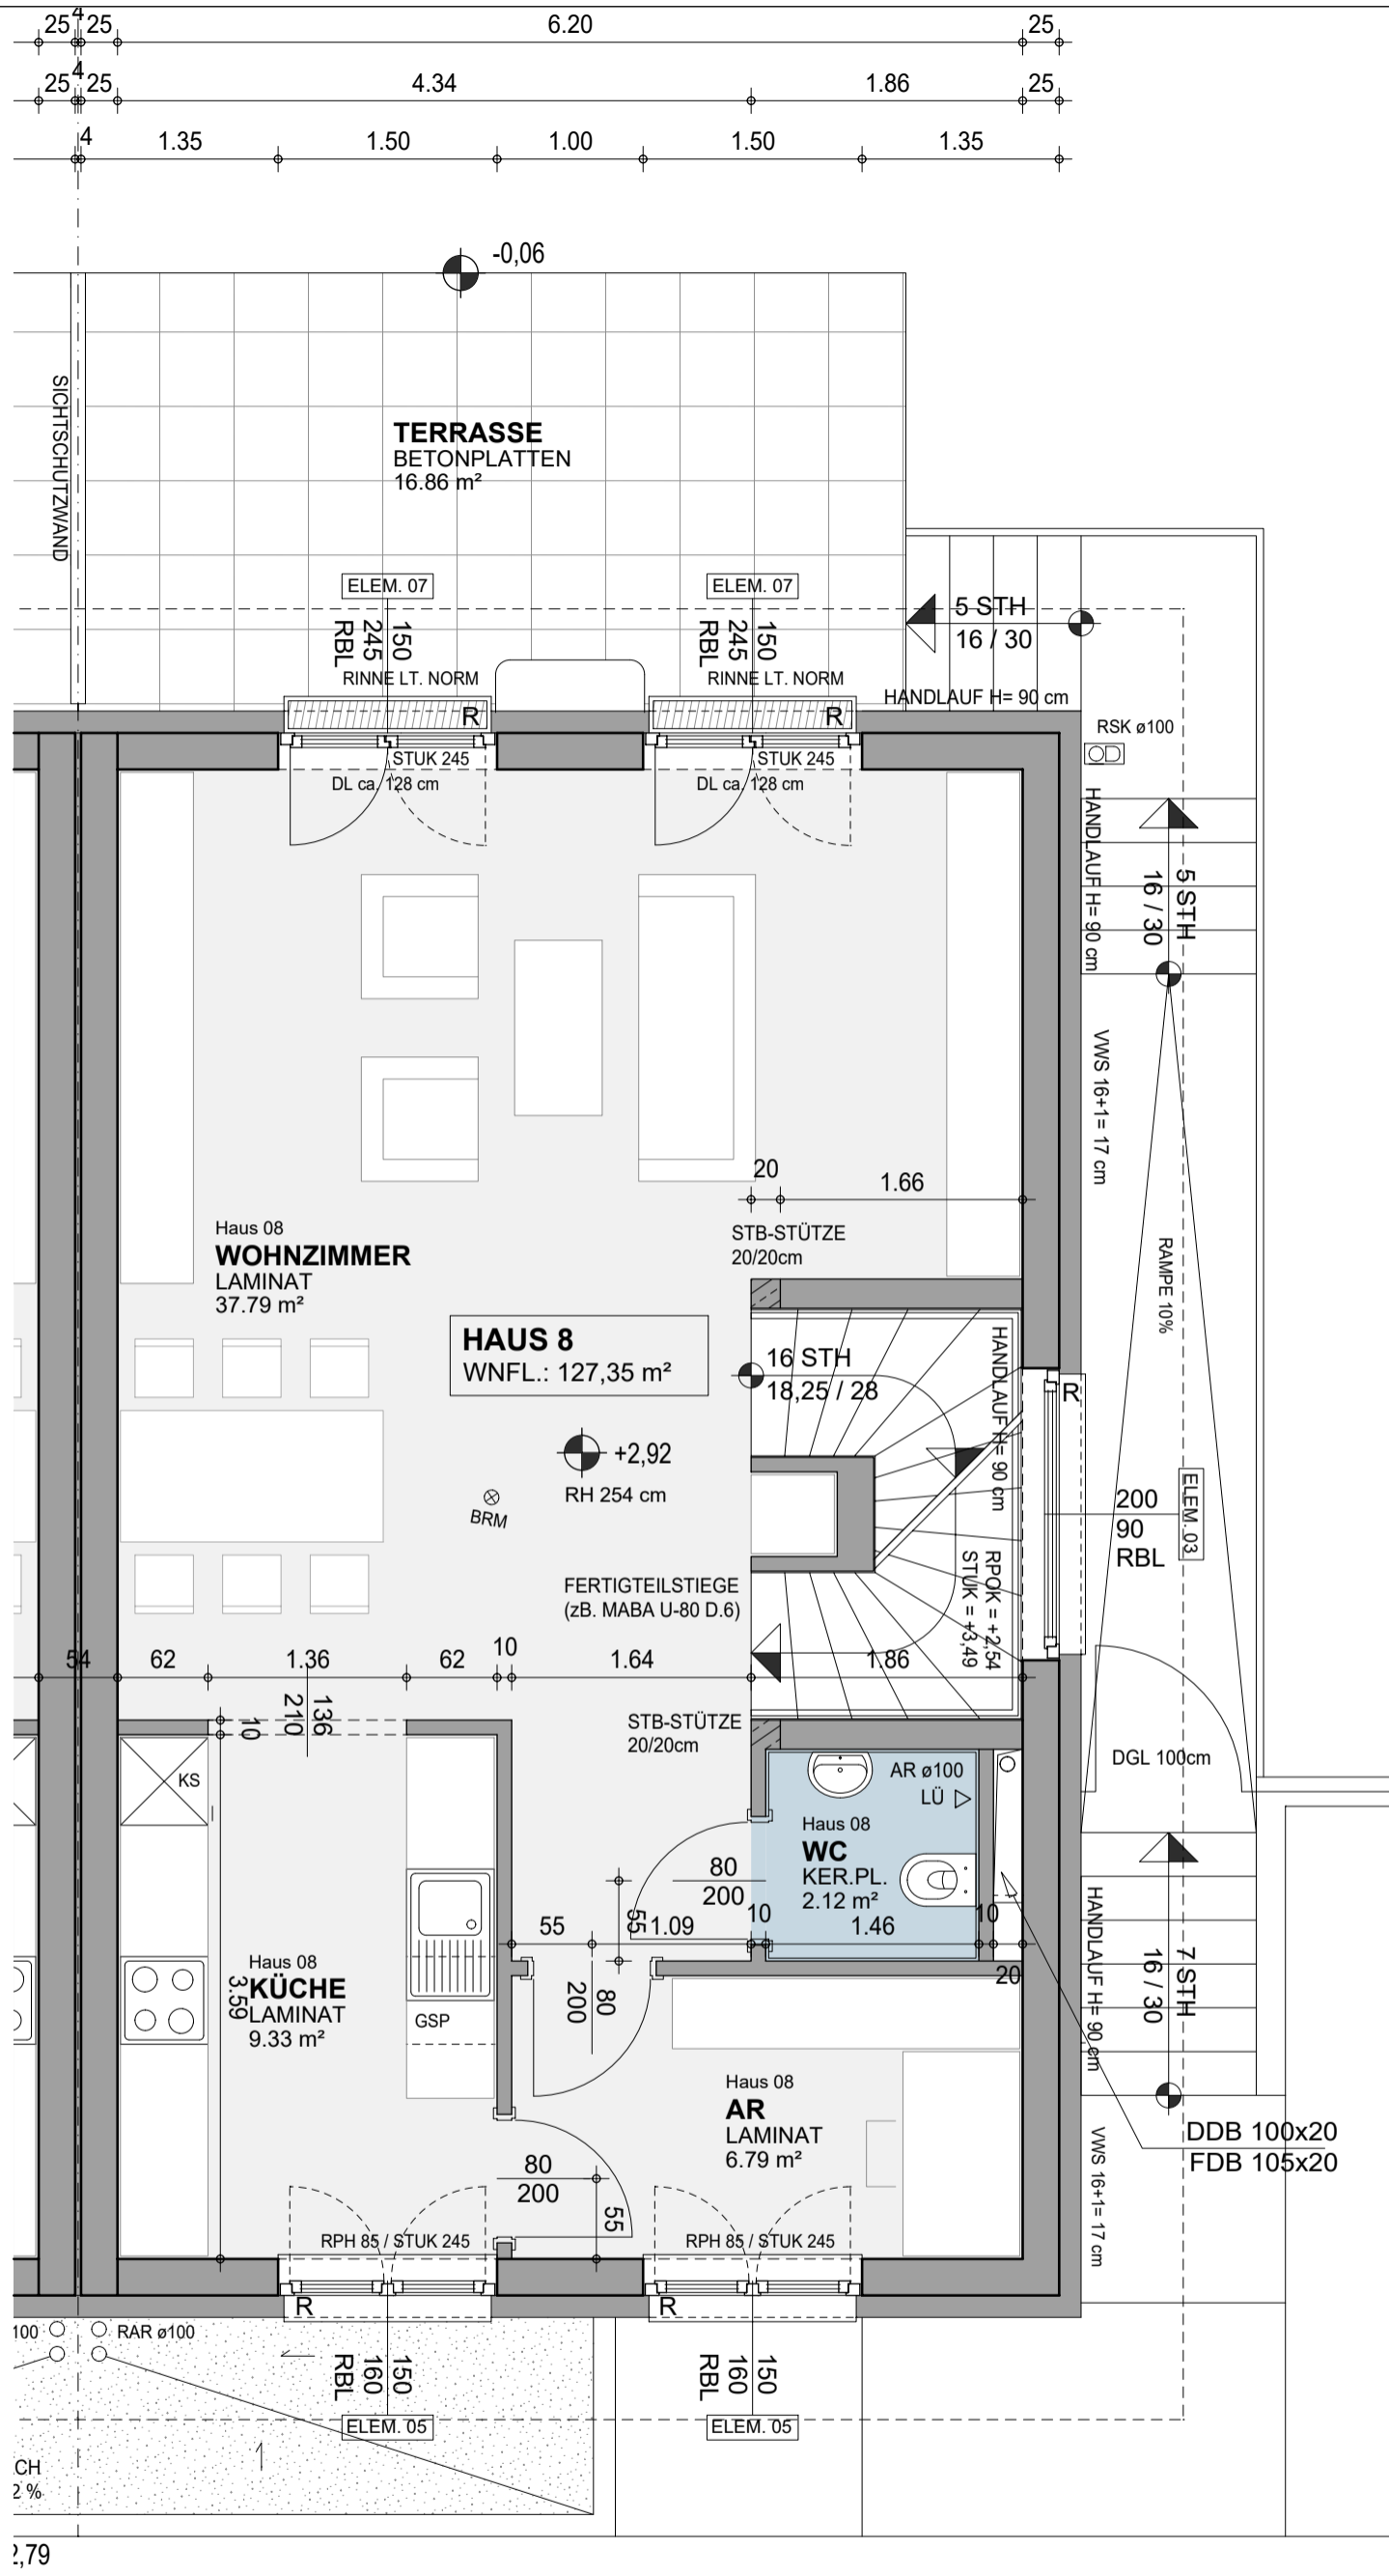 25 4 25 6.20 25
25 4 25 4.34 1.86 25
4 1.35 1.50 1.00 1.50 1.35
-0,06
SICHTSCHUTZWAND
TERRASSE
BETONPLATTEN
16.86 m²
ELEM. 07
150
245
RBL
RINNE LT. NORM
ELEM. 07
150
245
RBL
RINNE LT. NORM
5 STH
16 / 30
HANDLAUF H= 90 cm
R
R
RSK ø100
STUK 245
DL ca. 128 cm
STUK 245
DL ca. 128 cm
HANDLAUF H= 90 cm
5 STH
16 / 30
VWS 16+1= 17 cm
20 1.66
STB-STÜTZE
20/20cm
Haus 08
WOHNZIMMER
LAMINAT
37.79 m²
RAMPE 10%
HAUS 8
WNFL.: 127,35 m²
16 STH
18,25 / 28
HANDLAUF H= 90 cm
R
+2,92
RH 254 cm
BRM
200
90
RBL
ELEM. 03
FERTIGTEILSTIEGE
(zB. MABA U-80 D.6)
RPOK = +2,54
STUK = +3,49
54 62 1.36 62 10 1.64 1.86
136
210
10
STB-STÜTZE
20/20cm
KS
AR ø100
LÜ
DGL 100cm
Haus 08
WC
KER.PL.
2.12 m²
80
200
55
55 1.09 10 1.46 10
20
80
200
Haus 08
KÜCHE
LAMINAT
9.33 m²
3.59
GSP
HANDLAUF H= 90 cm
7 STH
16 / 30
Haus 08
AR
LAMINAT
6.79 m²
DDB 100x20
FDB 105x20
VWS 16+1= 17 cm
80
200
55
RPH 85 / STUK 245
RPH 85 / STUK 245
R
R
100
RAR ø100
150
160
RBL
ELEM. 05
150
160
RBL
ELEM. 05
CH
2 %
2,79